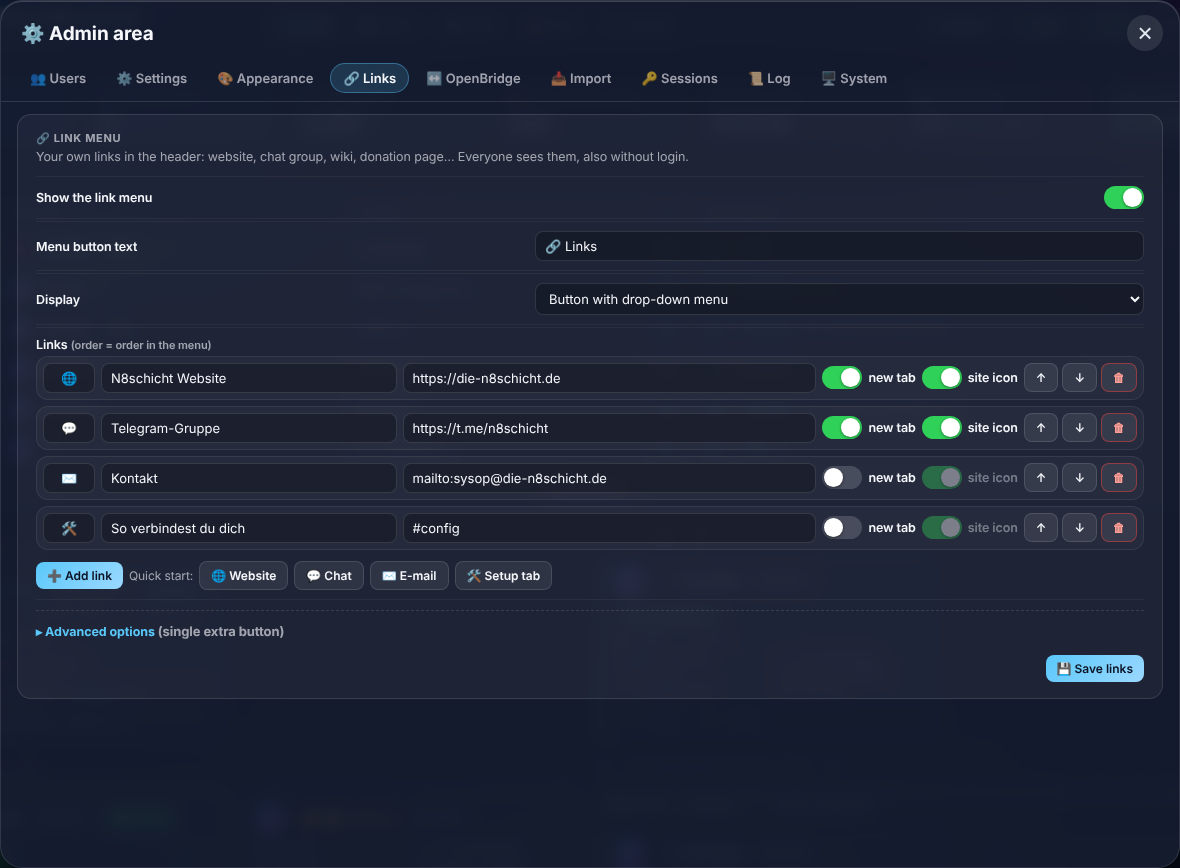 ⚙️ Admin area
✕
👥 Users ⚙️ Settings 🎨 Appearance 🔗 Links ↔️ OpenBridge 📥 Import 🔑 Sessions 📜 Log 🖥️ System
🔗 LINK MENU
Your own links in the header: website, chat group, wiki, donation page... Everyone sees them, also without login.
Show the link menu
Menu button text 🔗 Links
Display Button with drop-down menu
Links (order = order in the menu)
🌐 N8schicht Website https://die-n8schicht.de new tab site icon ↑ ↓ 🗑
💬 Telegram-Gruppe https://t.me/n8schicht new tab site icon ↑ ↓ 🗑
✉️ Kontakt mailto:sysop@die-n8schicht.de new tab site icon ↑ ↓ 🗑
🛠️ So verbindest du dich #config new tab site icon ↑ ↓ 🗑
➕ Add link Quick start: 🌐 Website 💬 Chat ✉️ E-mail 🛠️ Setup tab
▸ Advanced options (single extra button)
💾 Save links